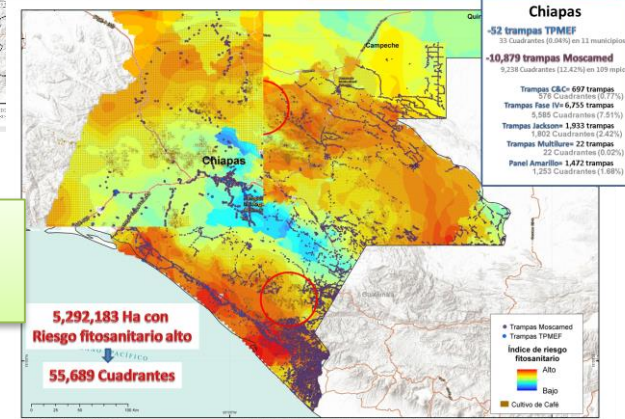 Chiapas
-52 trampas TPMEF
33 Cuadrantes (0.04%) en 11 municipios
-10,879 trampas Moscamed
9,238 Cuadrantes (12.42%) en 109 mpio
Trampas C&C= 697 trampas
576 Cuadrantes (0.77%)
Trampas Fase IV= 6,755 trampas
5,585 Cuadrantes (7.51%)
Trampas Jackson= 1,933 trampas
1,802 Cuadrantes (2.42%)
Trampas Multilure= 22 trampas
22 Cuadrantes (0.02%)
Panel Amarillo= 1,472 trampas
1,253 Cuadrantes (1.68%)
Quin
Campeche
Chiapas
5,292,183 Ha con
Riesgo fitosanitario alto
55,689 Cuadrantes
Trampas Moscamed
Trampas TPMEF
Índice de riesgo
fitosanitario
Alto
Bajo
Cultivo de Café